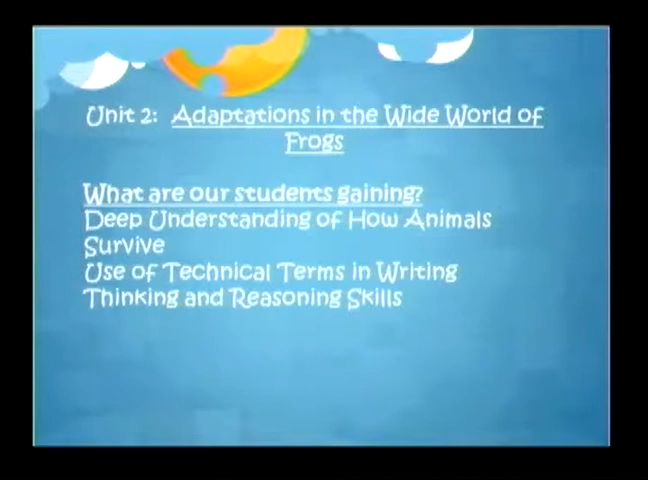 Unit 2: Adaptations in the Wide World of
Frogs
What are our students gaining?
Deep Understanding of How Animals
Survive
Use of Technical Terms in Writing
Thinking and Reasoning Skills